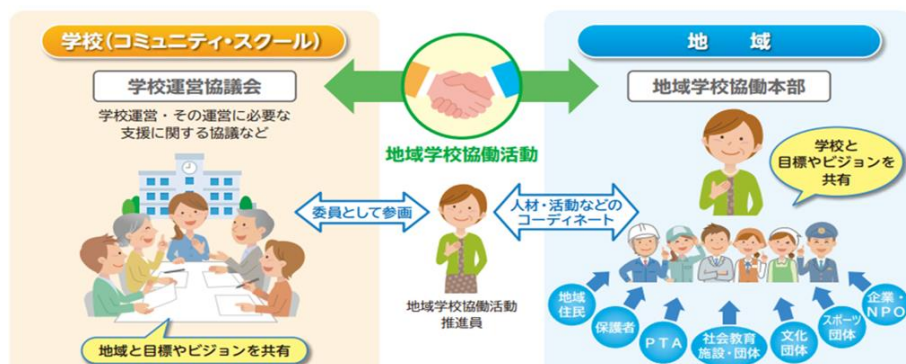 学校(コミュニティ・スクール)
学校運営協議会
学校運営・その運営に必要な
支援に関する協議など
地域と目標やビジョンを共有
地域学校協働活動
委員として参画
地域学校協働活動
推進員
人材・活動などの
コーディネート
地 域
地域学校協働本部
学校と
目標やビジョンを
共有
地域
住民
保護者
PTA
社会教育
施設・団体
文化
団体
スポーツ
団体
企業・
NPO